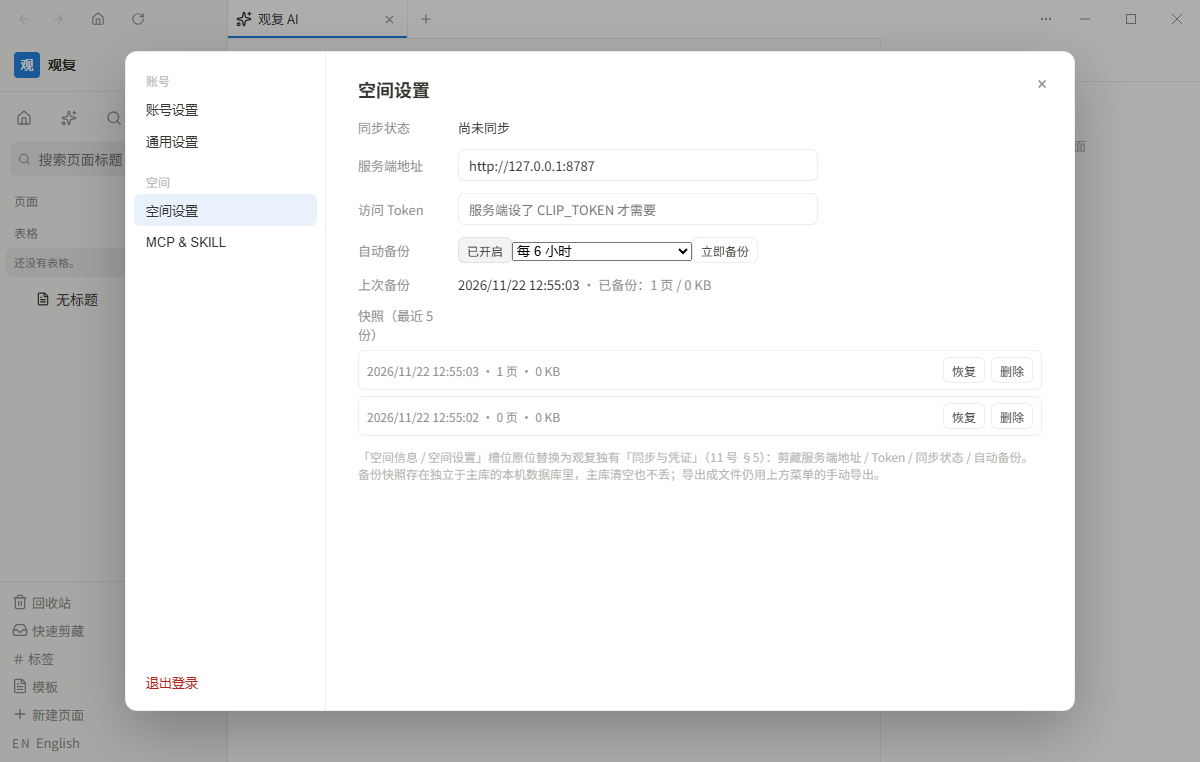 观复 AI
观 观复
搜索页面标题
页面
表格
还没有表格。
无标题
回收站
快速剪藏
# 标签
模板
新建页面
EN English
账号
账号设置
通用设置
空间
空间设置
MCP & SKILL
退出登录
空间设置
同步状态 尚未同步
服务端地址 http://127.0.0.1:8787
访问 Token 服务端设了 CLIP_TOKEN 才需要
自动备份 已开启 每 6 小时 立即备份
上次备份 2026/11/22 12:55:03 · 已备份：1 页 / 0 KB
快照（最近 5
份）
2026/11/22 12:55:03 · 1 页 · 0 KB 恢复 删除
2026/11/22 12:55:02 · 0 页 · 0 KB 恢复 删除
「空间信息 / 空间设置」槽位原位替换为观复独有「同步与凭证」（11 号 §5）：剪藏服务端地址 / Token / 同步状态 / 自动备份。
备份快照存在独立于主库的本机数据库里，主库清空也不丢；导出成文件仍用上方菜单的手动导出。
面